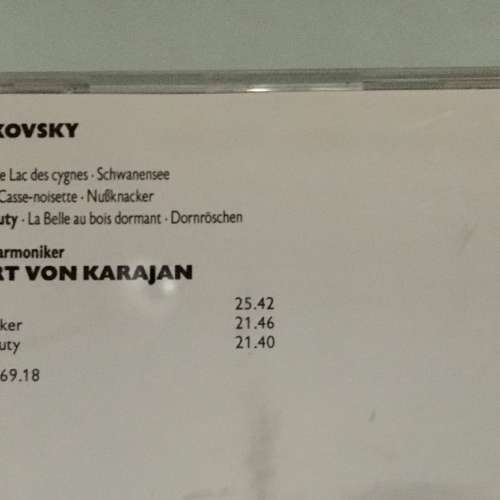 KOVSKY
e Lac des cygnes · Schwanensee
Casse-noisette · Nußknacker
uty · La Belle au bois dormant · Dornröschen
armoniker
RT VON KARAJAN
25.42
ker 21.46
uty 21.40
69.18